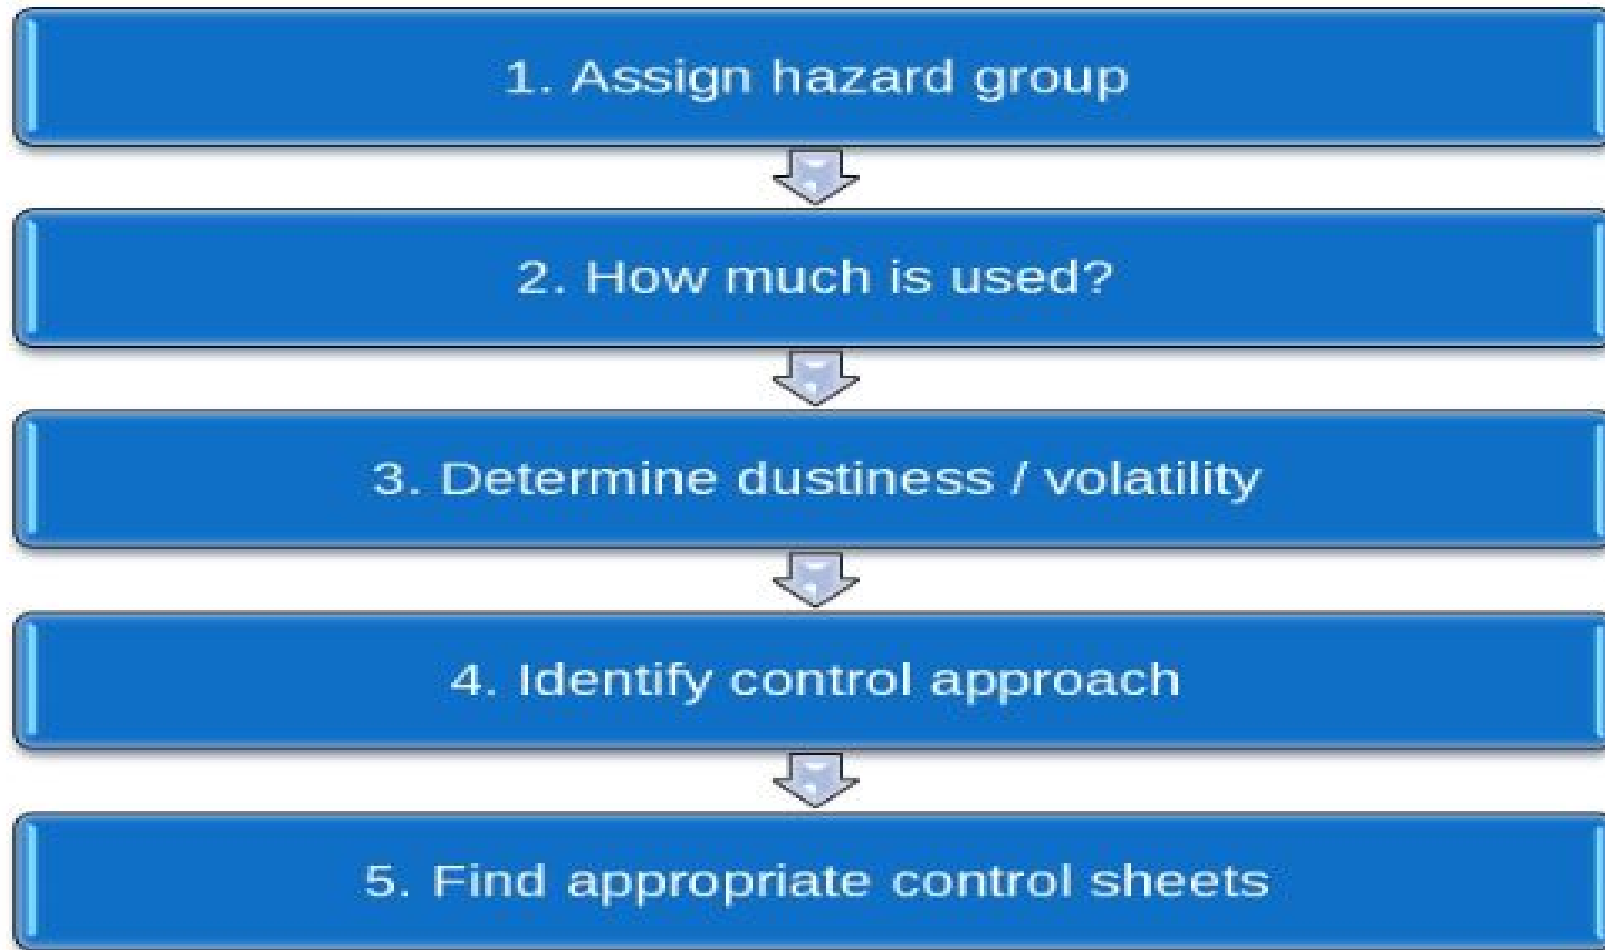 1. Assign hazard group
2. How much is used?
3. Determine dustiness / volatility
4. Identify control approach
5. Find appropriate control sheets